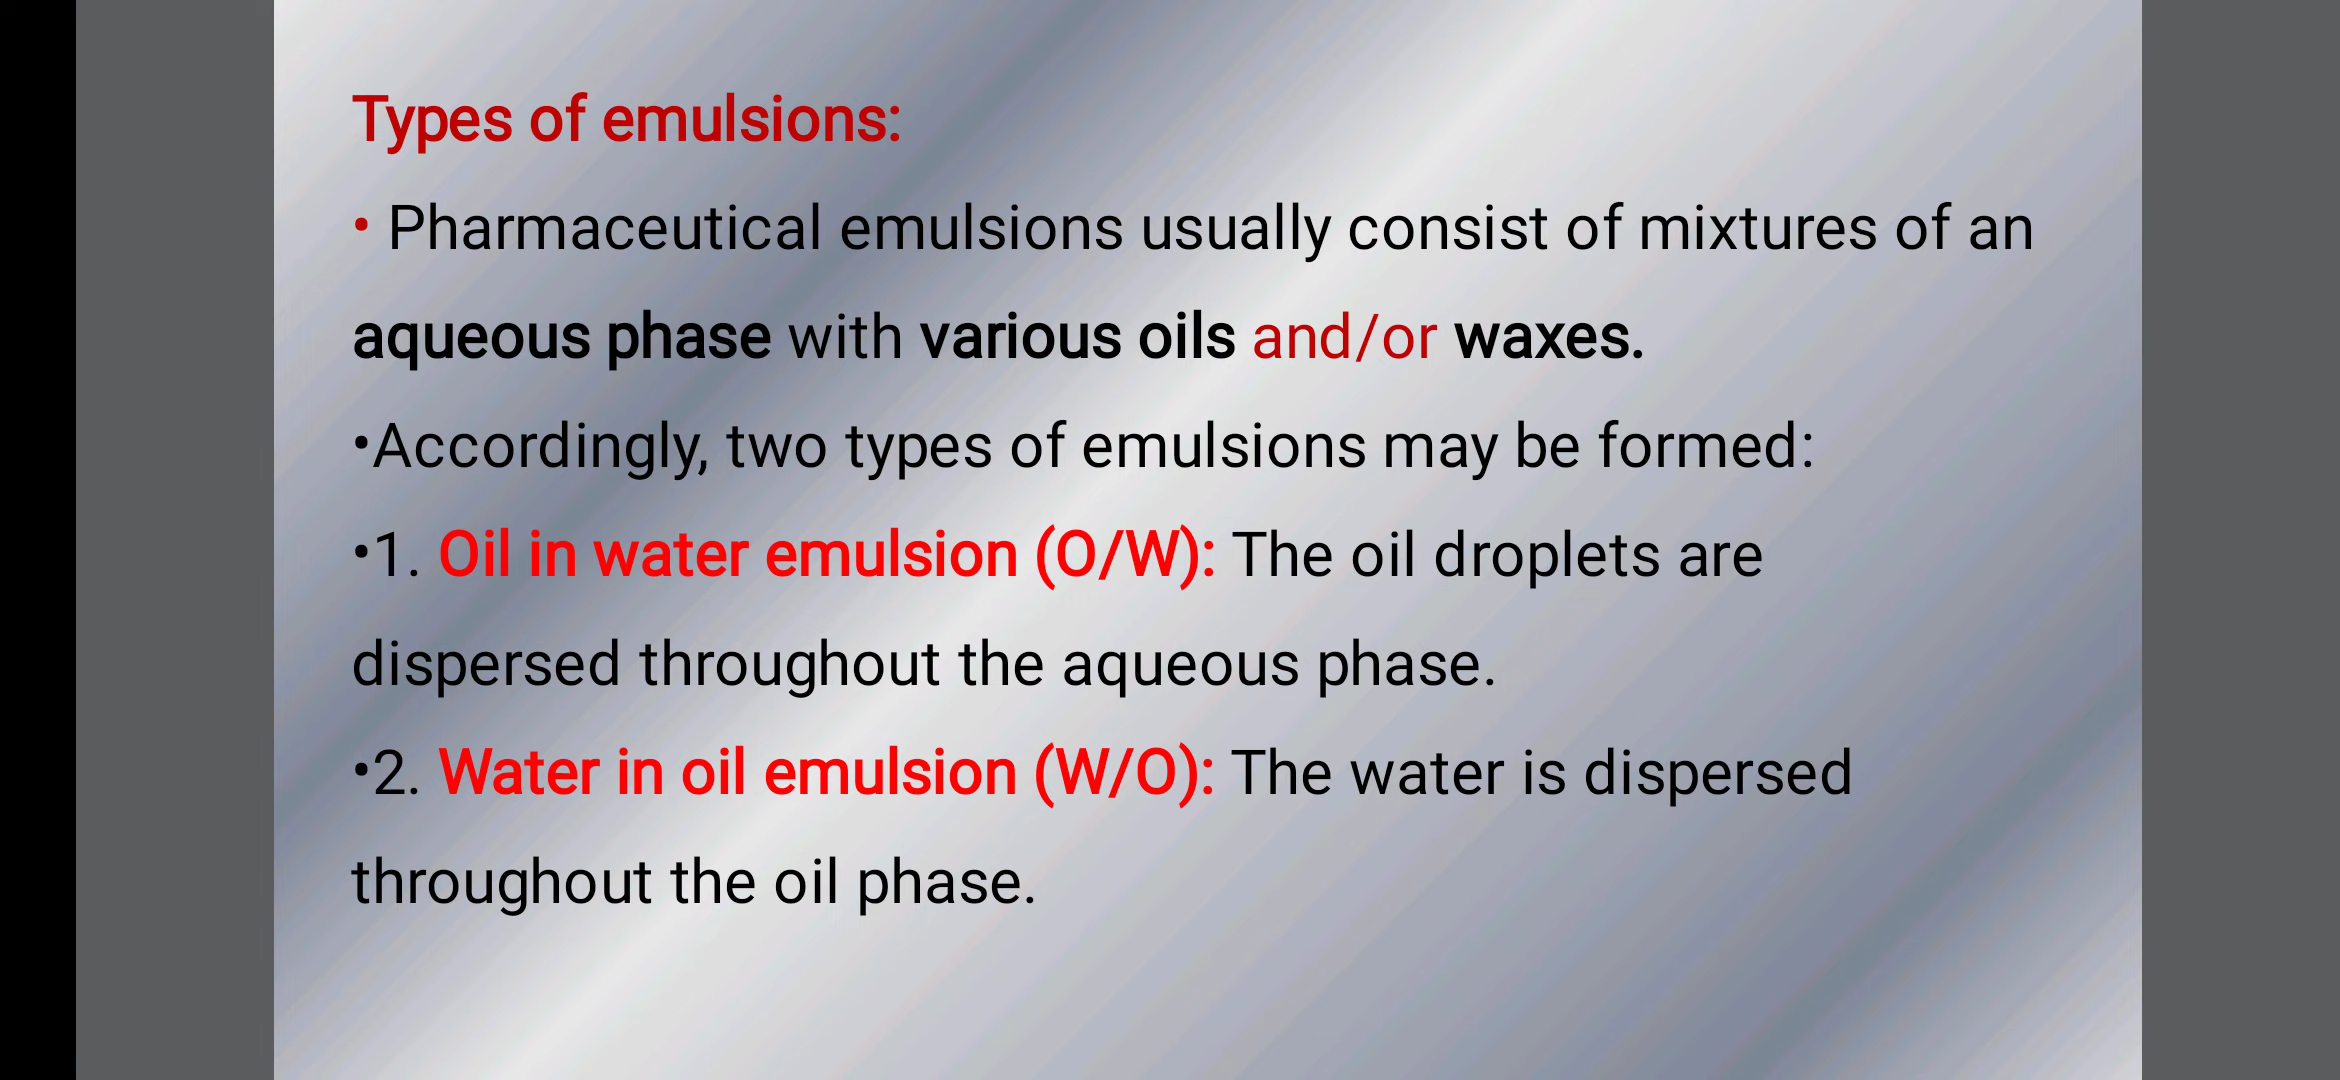 Types of emulsions:
• Pharmaceutical emulsions usually consist of mixtures of an
aqueous phase with various oils and/or waxes.
•Accordingly, two types of emulsions may be formed:
•1. Oil in water emulsion (O/W): The oil droplets are
dispersed throughout the aqueous phase.
•2. Water in oil emulsion (W/O): The water is dispersed
throughout the oil phase.